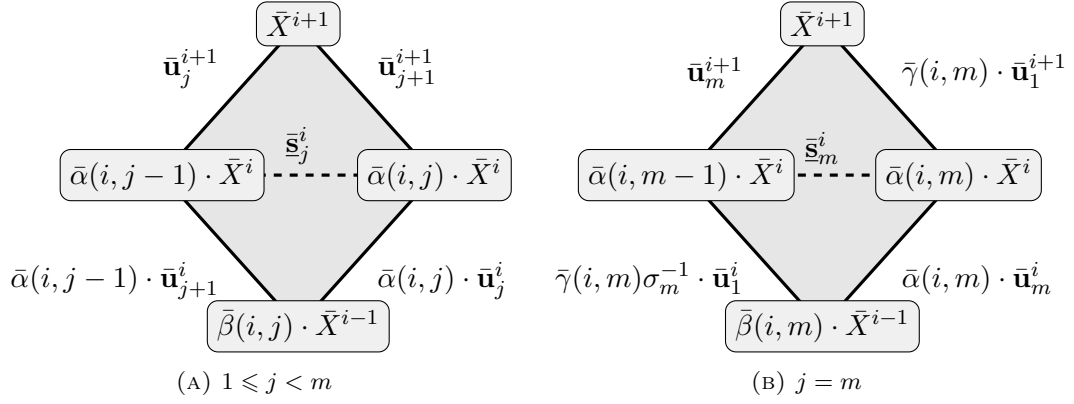 X̄^{i+1} X̄^{i+1}
ū_j^{i+1} ū_{j+1}^{i+1} ū_m^{i+1} γ̄(i, m) · ū_1^{i+1}
s̲̄_j^i s̲̄_m^i
ᾱ(i, j − 1) · X̄^i ᾱ(i, j) · X̄^i ᾱ(i, m − 1) · X̄^i ᾱ(i, m) · X̄^i
ᾱ(i, j − 1) · ū_{j+1}^i ᾱ(i, j) · ū_j^i γ̄(i, m)σ_m^{−1} · ū_1^i ᾱ(i, m) · ū_m^i
β̄(i, j) · X̄^{i−1} β̄(i, m) · X̄^{i−1}
(A) 1 ⩽ j < m (B) j = m